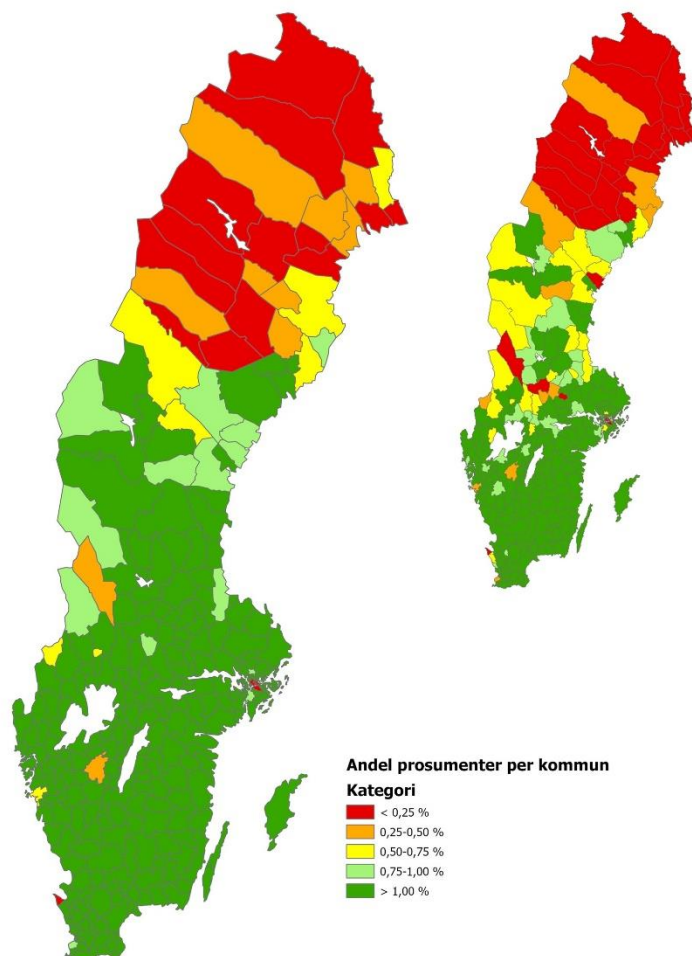 Andel prosumenter per kommun
Kategori
< 0,25 %
0,25-0,50 %
0,50-0,75 %
0,75-1,00 %
> 1,00 %